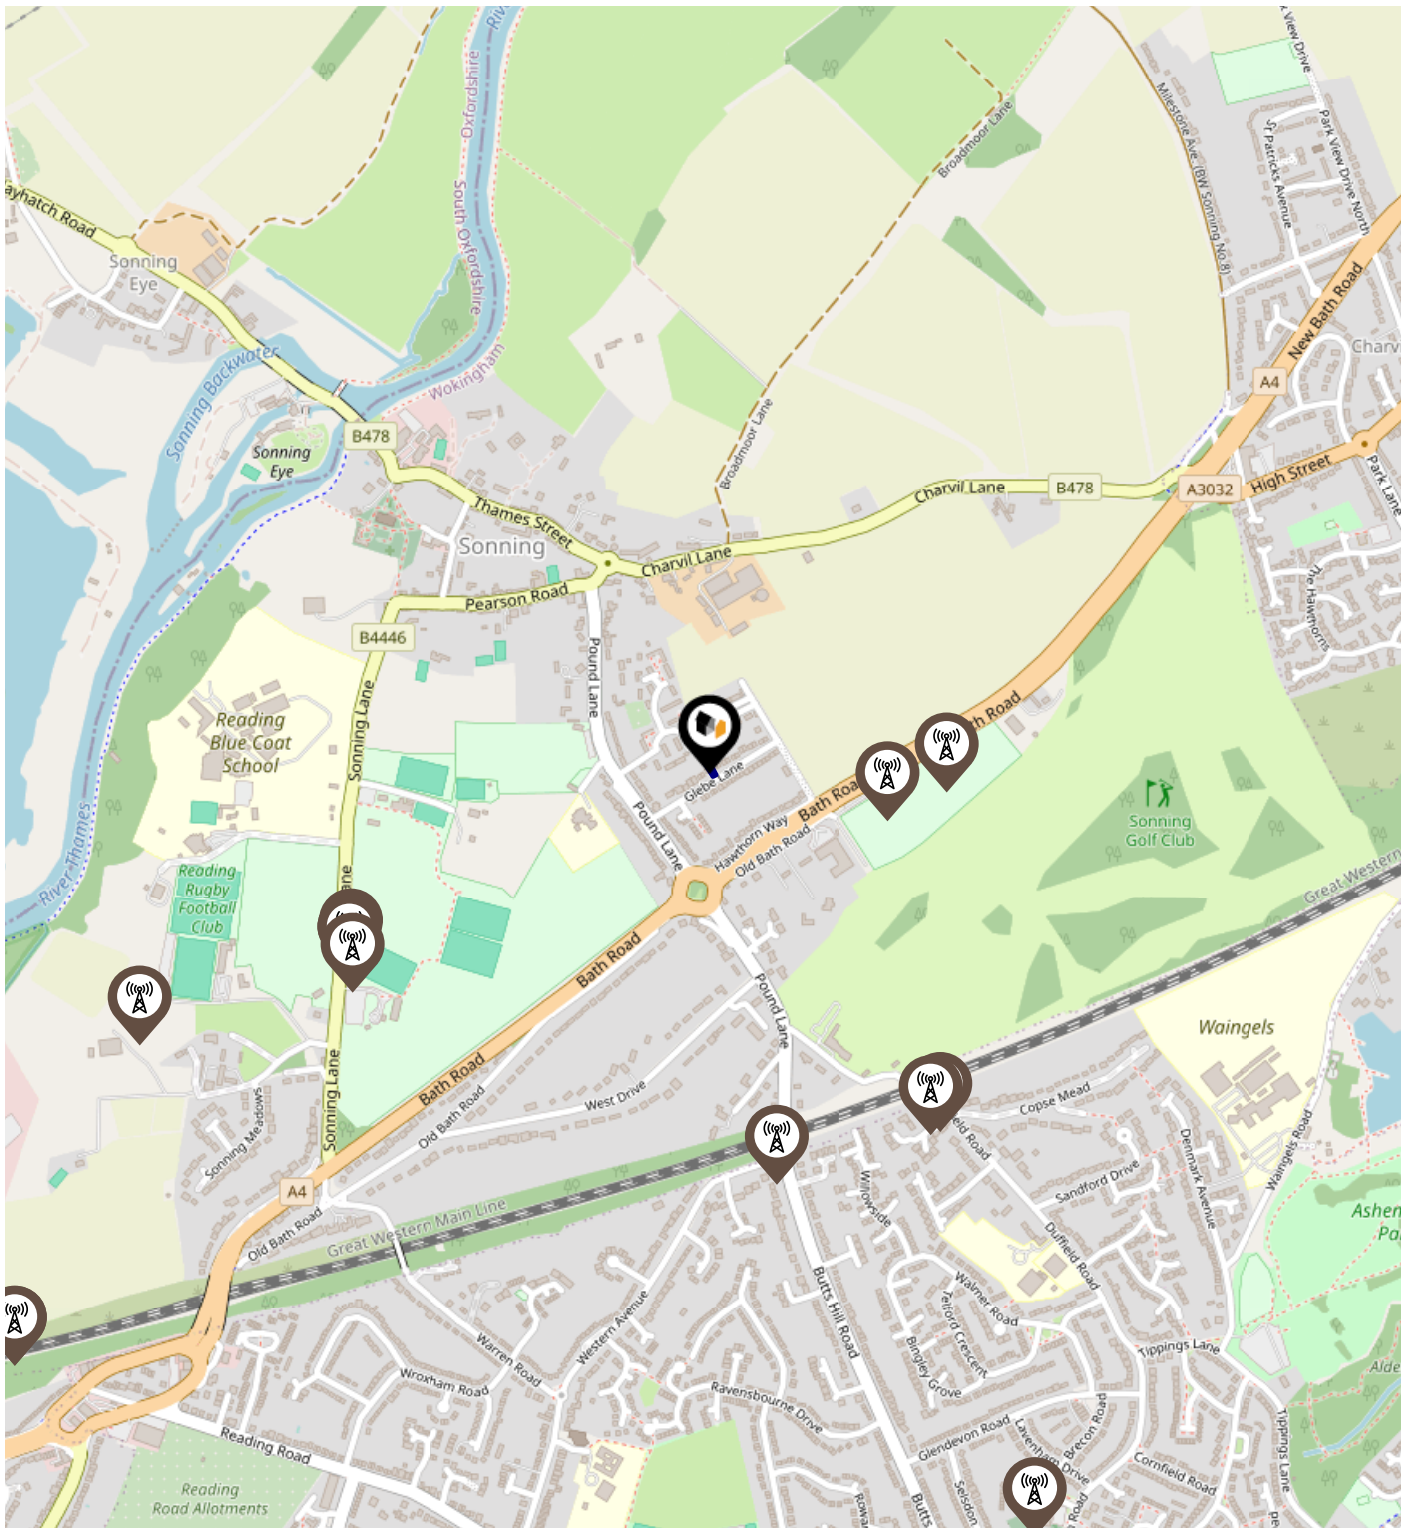 Oxfordshire
South Oxfordshire
Wokingham
Broadmoor Lane
Milestone Ave. (BW Sonning No.8)
Park View Drive North
St Patricks Avenue
View Drive
New Bath Road
A4
ayhatch Road
Sonning
Eye
Sonning Backwater
Sonning
Eye
B478
Thames Street
Sonning
Broadmoor Lane
Charvil Lane
Charvil Lane
B478
A3032
High Street
Park Lane
The Hawthorns
Pearson Road
B4446
Pound Lane
Sonning Lane
Reading
Blue Coat
School
Glebe Lane
Bath Road
Hawthorn Way
Old Bath Road
Pound Lane
Sonning
Golf Club
Great Western
River Thames
Reading
Rugby
Football
Club
Bath Road
Pound Lane
Waingels
Sonning Lane
Bath Road
Old Bath Road
West Drive
Copse Mead
Sonning Meadows
A4
Old Bath Road
Great Western Main Line
Willowside
Sandford Drive
Denmark Avenue
Waingels Road
Duffield Road
Walmer Road
Telford Crescent
Bingley Grove
Butts Hill Road
Western Avenue
Warren Road
Wroxham Road
Ravensbourne Drive
Reading Road
Glendevon Road
Lavenham Drive
Brecon Road
Cornfield Road
Tippings Lane
Tippings Lane
Selsdon
Butts
Reading
Road Allotments